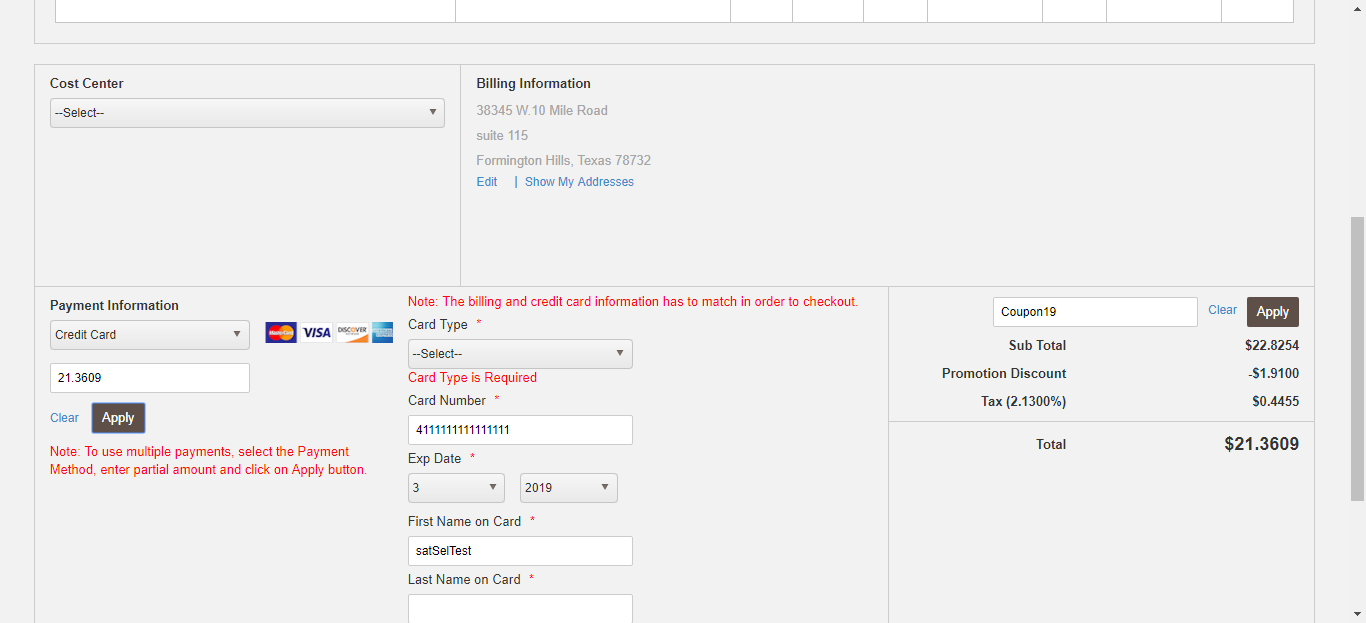 Cost Center
--Select--
Billing Information
38345 W.10 Mile Road
suite 115
Formington Hills, Texas 78732
Edit | Show My Addresses
Payment Information
Credit Card
MasterCard VISA DISCOVER
21.3609
Clear Apply
Note: To use multiple payments, select the Payment
Method, enter partial amount and click on Apply button.
Note: The billing and credit card information has to match in order to checkout.
Card Type *
--Select--
Card Type is Required
Card Number *
4111111111111111
Exp Date *
3 2019
First Name on Card *
satSelTest
Last Name on Card *
Coupon19 Clear Apply
Sub Total $22.8254
Promotion Discount -$1.9100
Tax (2.1300%) $0.4455
Total $21.3609